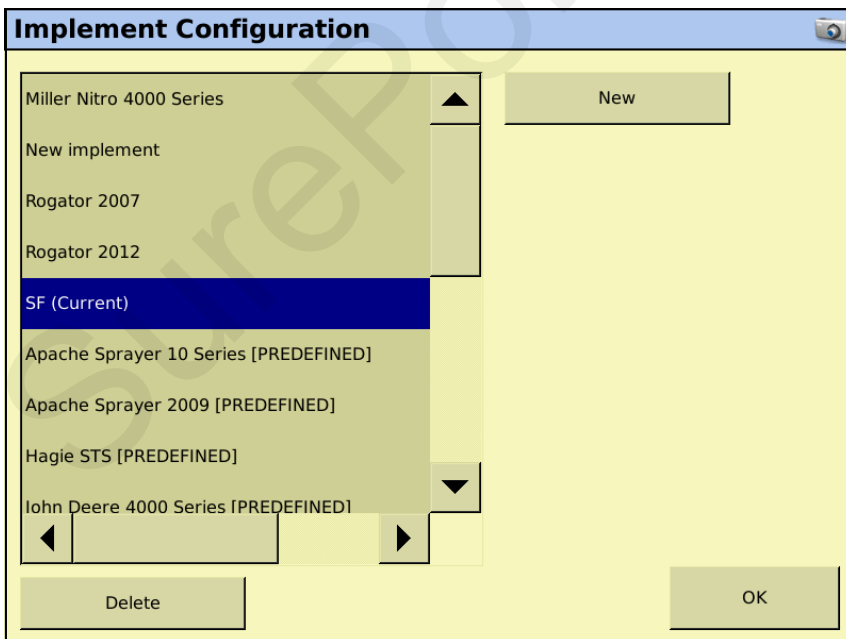 Implement Configuration
Miller Nitro 4000 Series
New
New implement
Rogator 2007
Rogator 2012
SF (Current)
Apache Sprayer 10 Series [PREDEFINED]
Apache Sprayer 2009 [PREDEFINED]
Hagie STS [PREDEFINED]
John Deere 4000 Series [PREDEFINED]
Delete
OK